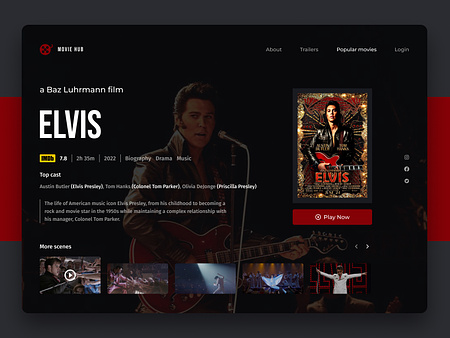 MOVIE HUB
About Trailers Popular movies Login
a Baz Luhrmann film
ELVIS
IMDb 7.8 2h 35m 2022 Biography Drama Music
Top cast
Austin Butler (Elvis Presley), Tom Hanks (Colonel Tom Parker), Olivia DeJonge (Priscilla Presley)
The life of American music icon Elvis Presley, from his childhood to becoming a
rock and movie star in the 1950s while maintaining a complex relationship with
his manager, Colonel Tom Parker.
AUSTIN BUTLER TOM HANKS
ELVIS
Play Now
More scenes